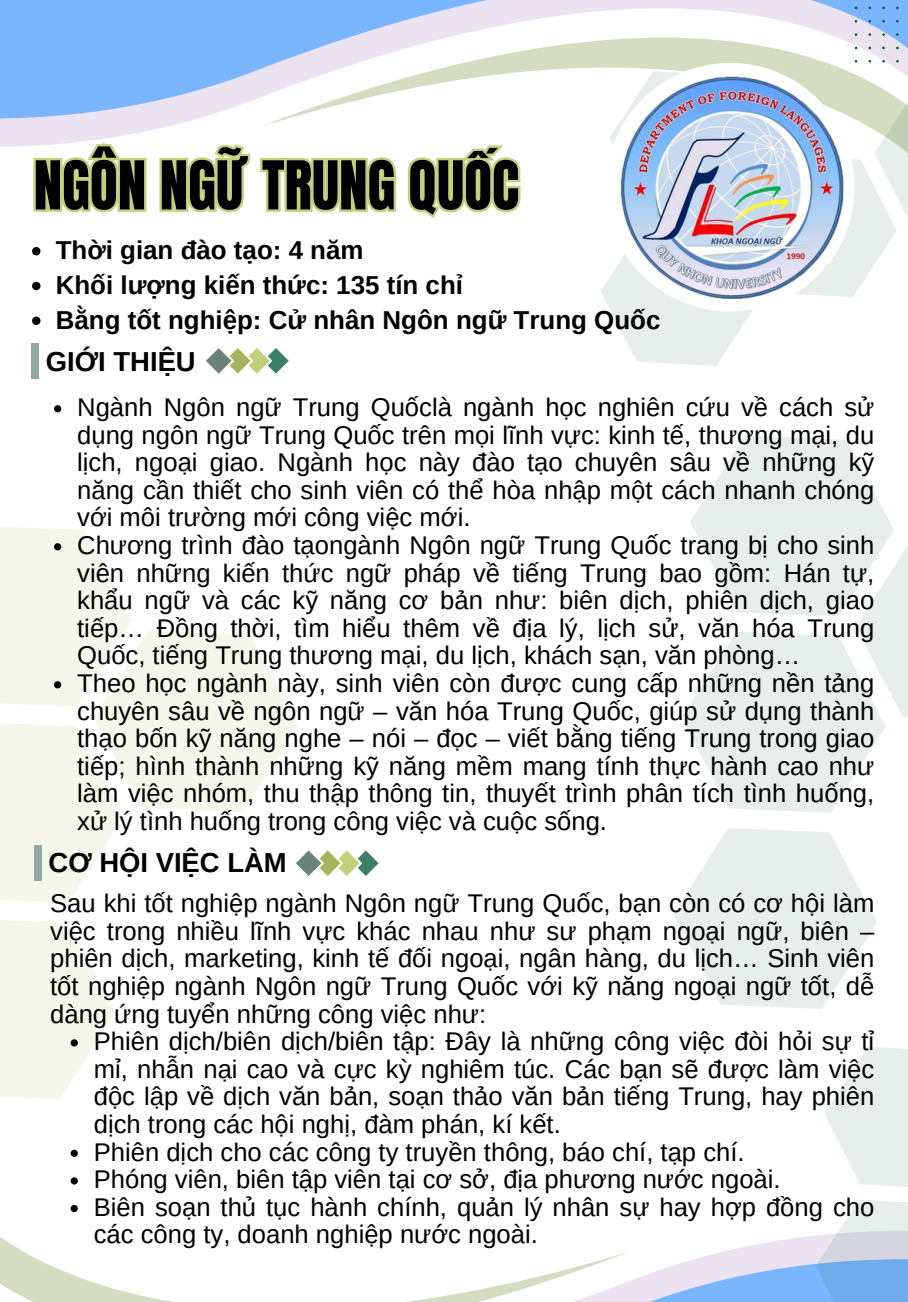 DEPARTMENT OF FOREIGN LANGUAGES
FL
KHOA NGOẠI NGỮ
1990
QUY NHON UNIVERSITY
NGÔN NGỮ TRUNG QUỐC
• Thời gian đào tạo: 4 năm
• Khối lượng kiến thức: 135 tín chỉ
• Bằng tốt nghiệp: Cử nhân Ngôn ngữ Trung Quốc
GIỚI THIỆU
• Ngành Ngôn ngữ Trung Quốclà ngành học nghiên cứu về cách sử
dụng ngôn ngữ Trung Quốc trên mọi lĩnh vực: kinh tế, thương mại, du
lịch, ngoại giao. Ngành học này đào tạo chuyên sâu về những kỹ
năng cần thiết cho sinh viên có thể hòa nhập một cách nhanh chóng
với môi trường mới công việc mới.
• Chương trình đào tạongành Ngôn ngữ Trung Quốc trang bị cho sinh
viên những kiến thức ngữ pháp về tiếng Trung bao gồm: Hán tự,
khẩu ngữ và các kỹ năng cơ bản như: biên dịch, phiên dịch, giao
tiếp… Đồng thời, tìm hiểu thêm về địa lý, lịch sử, văn hóa Trung
Quốc, tiếng Trung thương mại, du lịch, khách sạn, văn phòng…
• Theo học ngành này, sinh viên còn được cung cấp những nền tảng
chuyên sâu về ngôn ngữ – văn hóa Trung Quốc, giúp sử dụng thành
thạo bốn kỹ năng nghe – nói – đọc – viết bằng tiếng Trung trong giao
tiếp; hình thành những kỹ năng mềm mang tính thực hành cao như
làm việc nhóm, thu thập thông tin, thuyết trình phân tích tình huống,
xử lý tình huống trong công việc và cuộc sống.
CƠ HỘI VIỆC LÀM
Sau khi tốt nghiệp ngành Ngôn ngữ Trung Quốc, bạn còn có cơ hội làm
việc trong nhiều lĩnh vực khác nhau như sư phạm ngoại ngữ, biên –
phiên dịch, marketing, kinh tế đối ngoại, ngân hàng, du lịch… Sinh viên
tốt nghiệp ngành Ngôn ngữ Trung Quốc với kỹ năng ngoại ngữ tốt, dễ
dàng ứng tuyển những công việc như:
• Phiên dịch/biên dịch/biên tập: Đây là những công việc đòi hỏi sự tỉ
mỉ, nhẫn nại cao và cực kỳ nghiêm túc. Các bạn sẽ được làm việc
độc lập về dịch văn bản, soạn thảo văn bản tiếng Trung, hay phiên
dịch trong các hội nghị, đàm phán, kí kết.
• Phiên dịch cho các công ty truyền thông, báo chí, tạp chí.
• Phóng viên, biên tập viên tại cơ sở, địa phương nước ngoài.
• Biên soạn thủ tục hành chính, quản lý nhân sự hay hợp đồng cho
các công ty, doanh nghiệp nước ngoài.